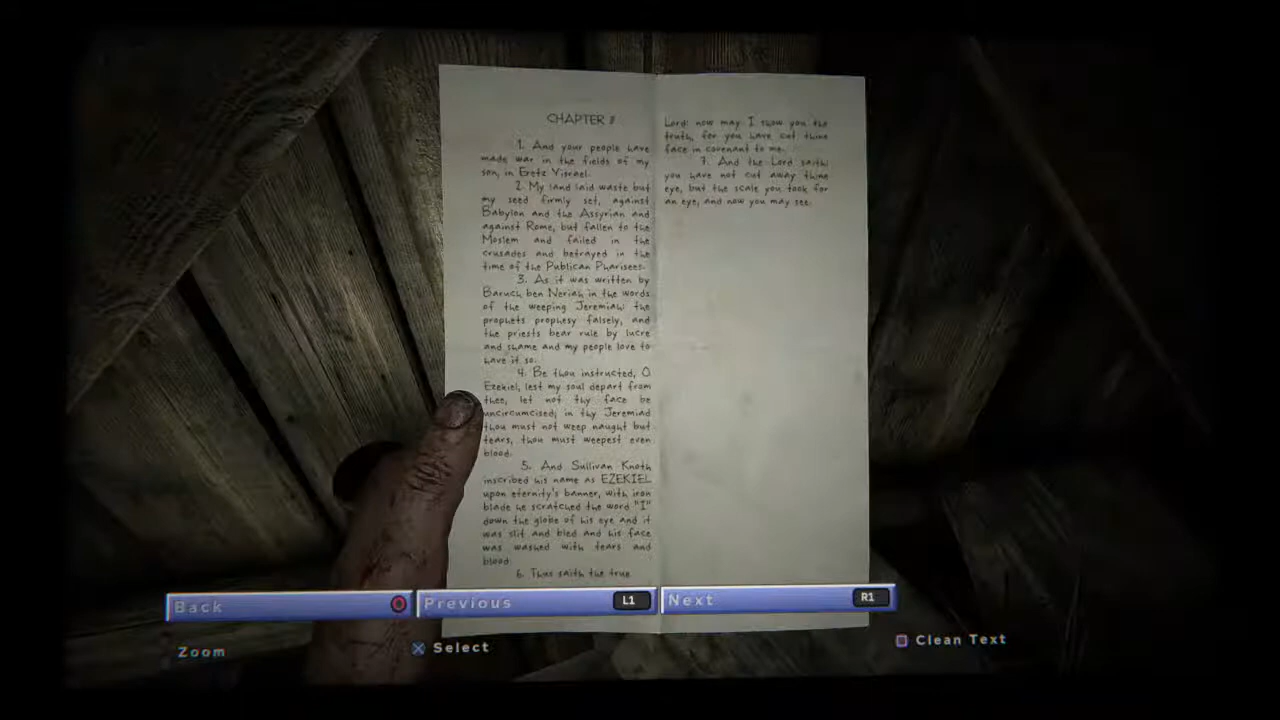 CHAPTER 8
1. And your people have
made war in the fields of my
son, in Eretz Yisrael.
2. My land laid waste but
my seed firmly set, against
Babylon and the Assyrian and
against Rome, but fallen to the
Moslem and failed in the
crusades and betrayed in the
time of the Publican Pharisees.
3. As it was written by
Baruch ben Neriah in the words
of the weeping Jeremiah: the
prophets prophesy falsely, and
the priests bear rule by lucre
and shame and my people love to
have it so.
4. Be thou instructed, O
Ezekiel, lest my soul depart from
thee, let not thy face be
uncircumcised; in thy Jeremiad
thou must not weep naught but
tears, thou must weepest even
blood.
5. And Sullivan Knoth
inscribed his name as EZEKIEL
upon eternity's banner, with iron
blade he scratched the word "I"
down the globe of his eye and it
was slit and bled and his face
was washed with tears and
blood.
6. Thus saith the true
Lord: now may I show you the
truth, for you have cut thine
face in covenant to me.
7. And the Lord saith:
you have not cut away thine
eye, but the scale you took for
an eye, and now you may see.
Back
Previous L1
Next R1
Zoom
Select
Clean Text